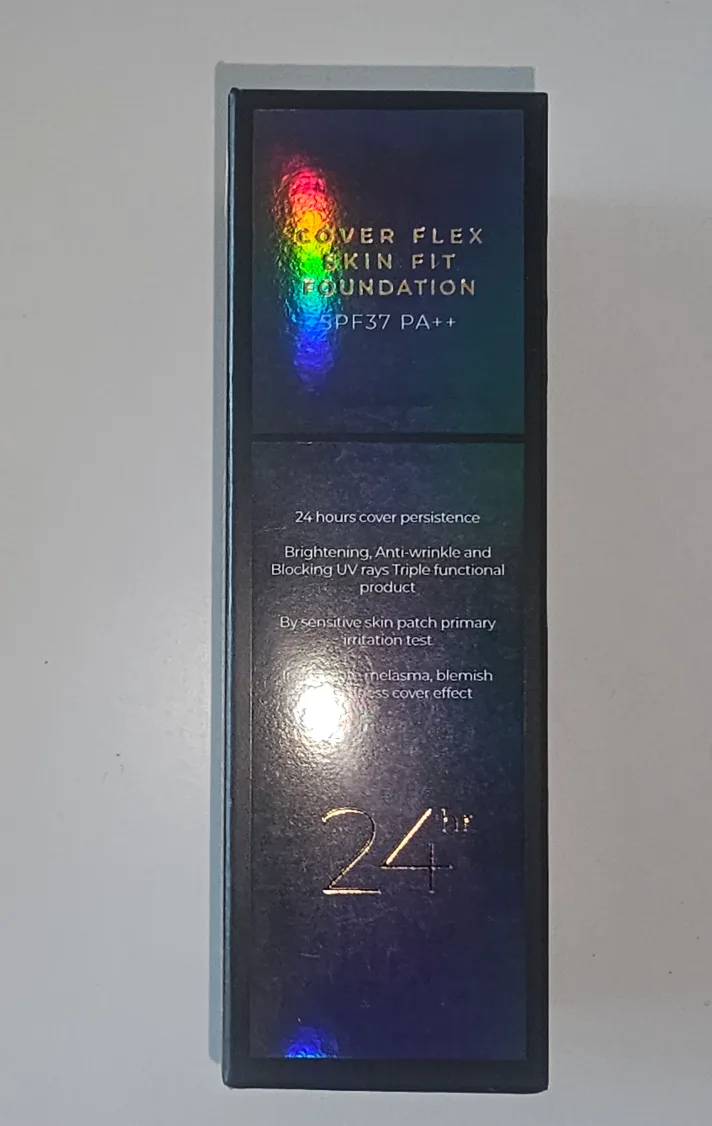 COVER FLEX
SKIN FIT
FOUNDATION
SPF37 PA++
24 hours cover persistence
Brightening, Anti-wrinkle and
Blocking UV rays Triple functional
product
By sensitive skin patch primary
irritation test
melasma, blemish
cover effect
24hr